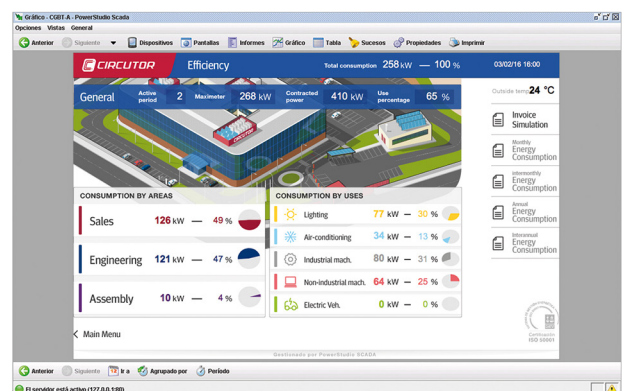 Gráfico - CGBT-A - PowerStudio Scada
Opciones Vistas General
Anterior Siguiente Dispositivos Pantallas Informes Gráfico Tabla Sucesos Propiedades Imprimir
CIRCUTOR Efficiency Total consumption 258 kW — 100 % 03/02/16 16:00
General Active period 2 Maximeter 268 kW Contracted power 410 kW Use percentage 65 %
Outside temp 24 °C
Invoice Simulation
Monthly Energy Consumption
Intermonthly Energy Consumption
Annual Energy Consumption
Interannual Energy Consumption
CONSUMPTION BY AREAS
Sales 126 kW — 49 %
Engineering 121 kW — 47 %
Assembly 10 kW — 4 %
CONSUMPTION BY USES
Lighting 77 kW — 30 %
Air-conditioning 34 kW — 13 %
Industrial mach. 80 kW — 31 %
Non-industrial mach. 64 kW — 25 %
Electric Veh. 0 kW — 0 %
Certificación
ISO 50001
< Main Menu
Gestionado por PowerStudio SCADA
Anterior Siguiente Ir a Agrupado por Período
El servidor está activo (127.0.0.1:80)